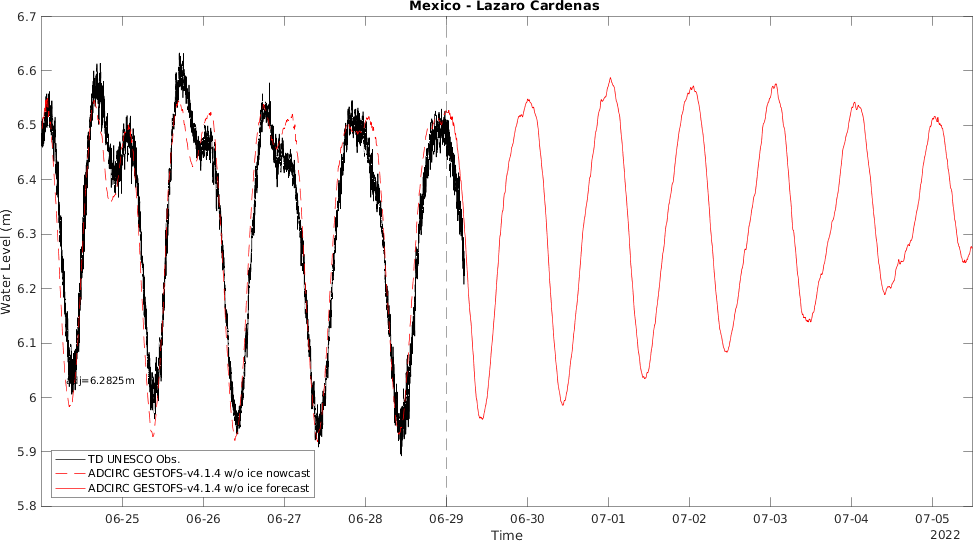 Mexico - Lazaro Cardenas
6.7
6.6
6.5
6.4
6.3
6.2
6.1
6
5.9
5.8
Water Level (m)
=6.2825m
TD UNESCO Obs.
ADCIRC GESTOFS-v4.1.4 w/o ice nowcast
ADCIRC GESTOFS-v4.1.4 w/o ice forecast
06-25 06-26 06-27 06-28 06-29 06-30 07-01 07-02 07-03 07-04 07-05
Time
2022